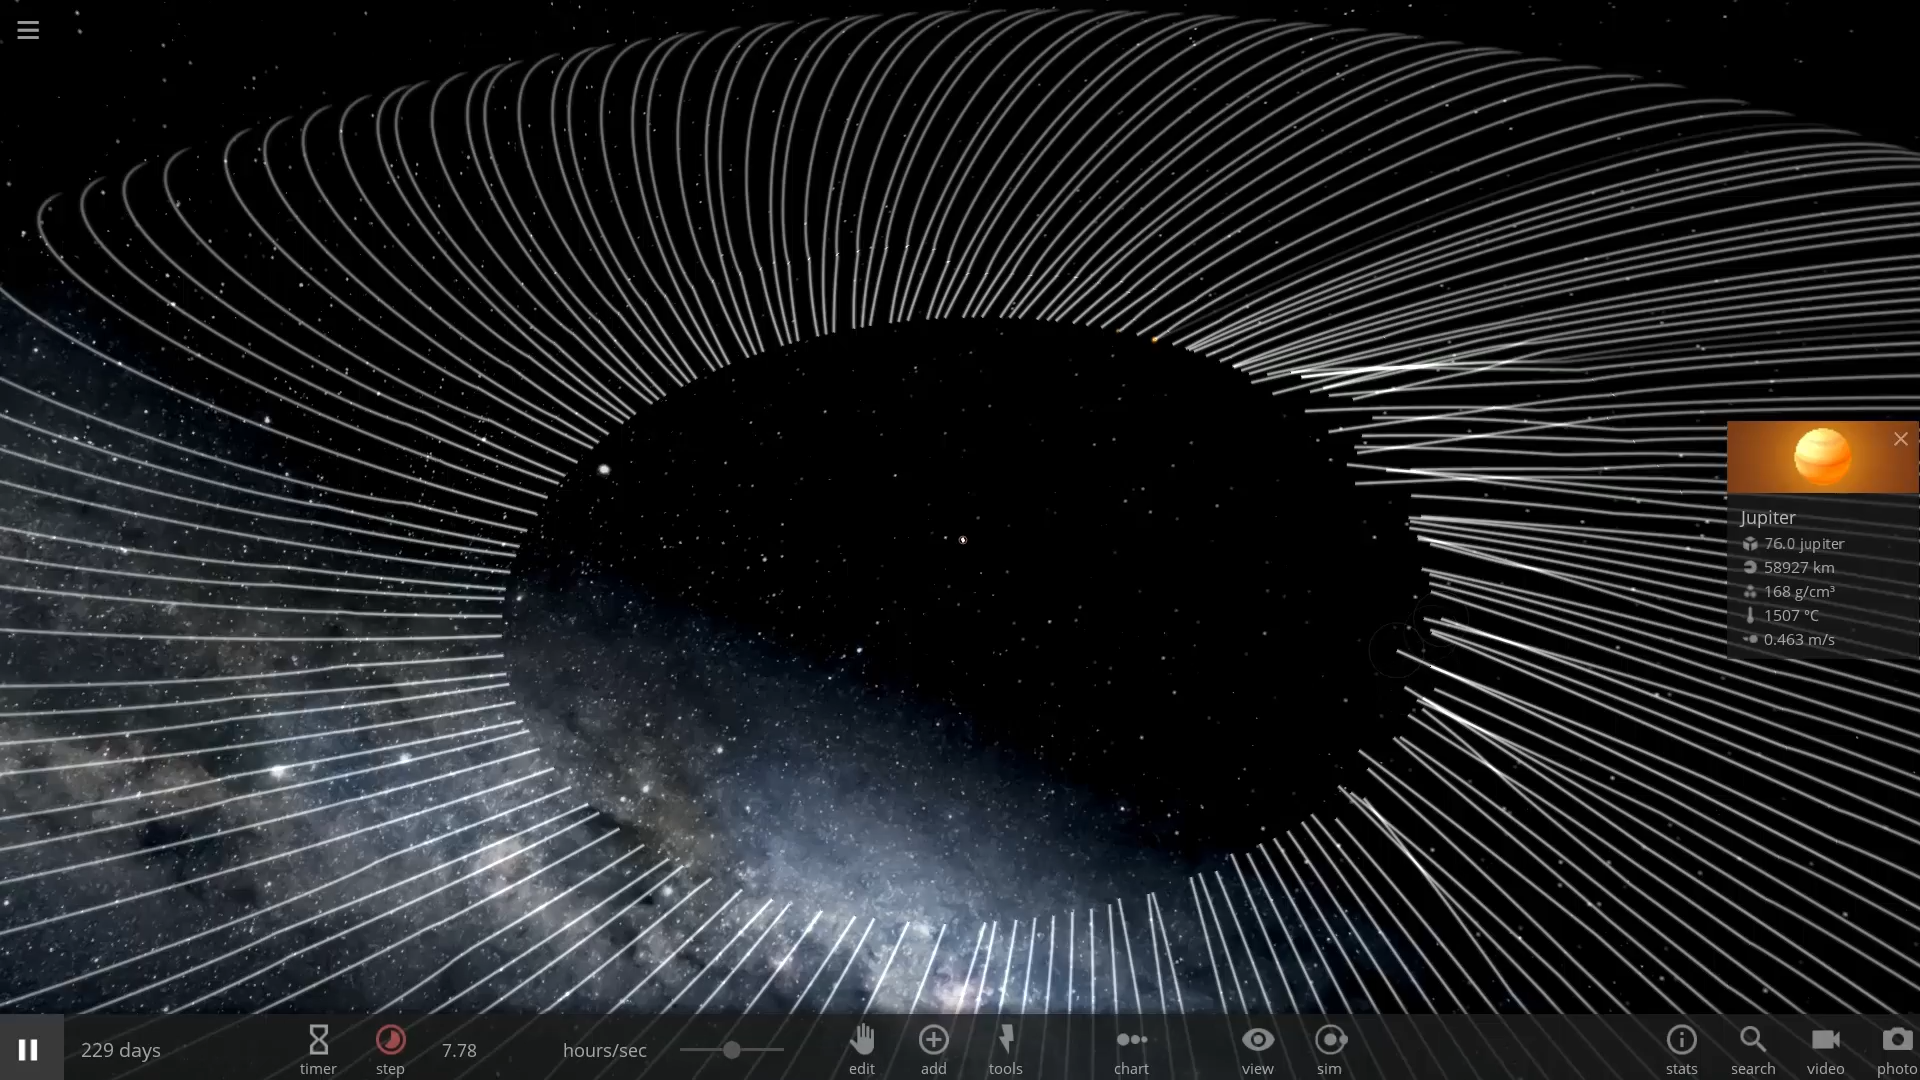 Jupiter
76.0 jupiter
58927 km
168 g/cm³
1507 °C
0.463 m/s
229 days
timer
step
7.78
hours/sec
edit
add
tools
chart
view
sim
stats
search
video
photo